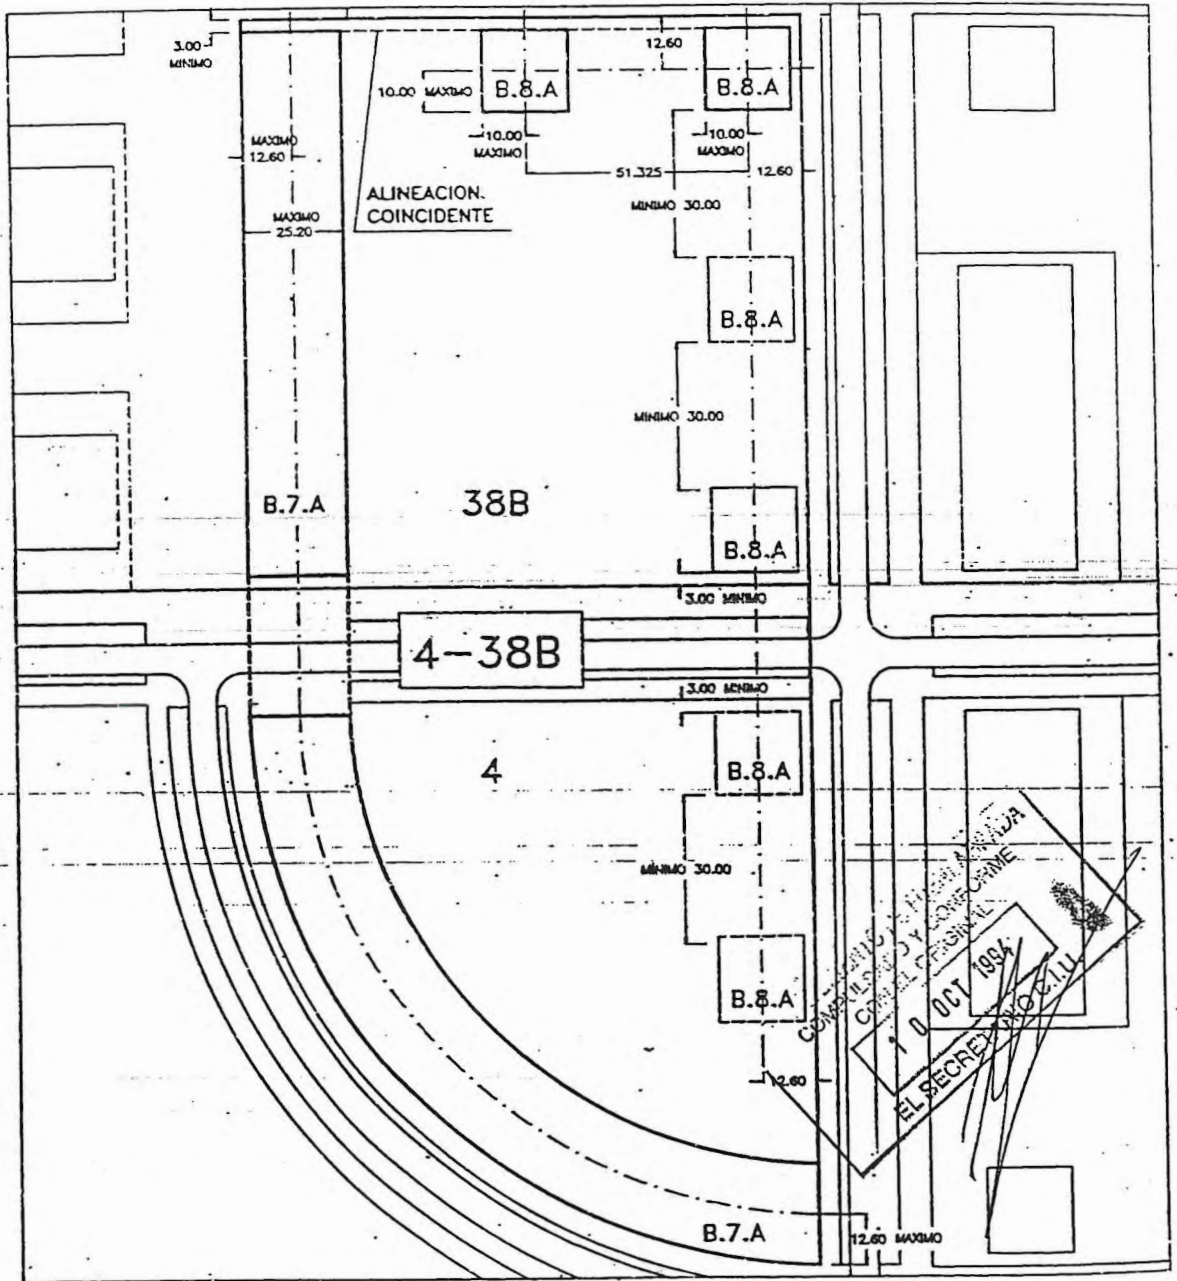 3.00
MINIMO
12.60
10.00 MAXIMO
B.8.A
B.8.A
10.00
MAXIMO
10.00
MAXIMO
MAXIMO
12.60
51.325
12.60
ALINEACION.
COINCIDENTE
MINIMO 30.00
MAXIMO
25.20
B.8.A
MINIMO 30.00
B.7.A
38B
B.8.A
3.00 MINIMO
4-38B
3.00 MINIMO
4
B.8.A
MINIMO 30.00
B.8.A
12.60
COMPULSADO Y CONFORME
CON EL ORIGINAL
10 OCT 1994
EL SECRETARIO C.I.U.
B.7.A
12.60 MAXIMO